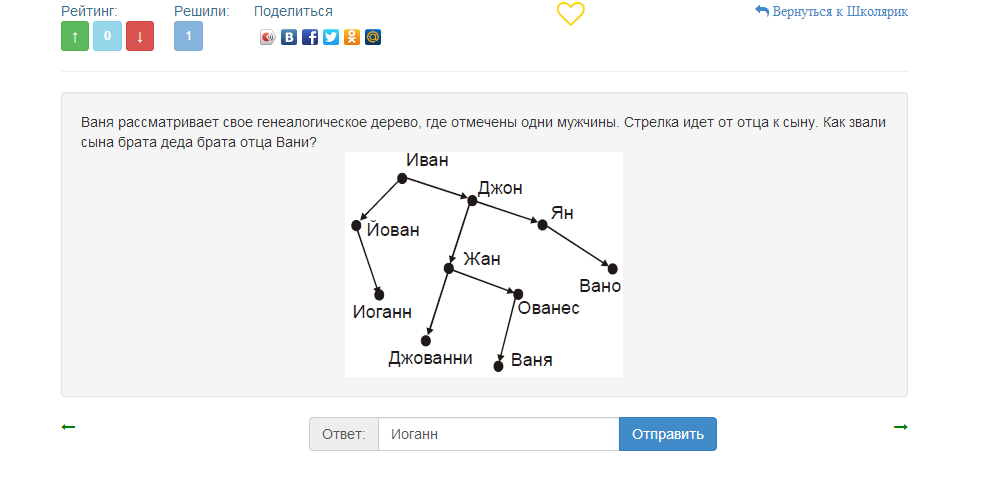 Рейтинг: Решили: Поделиться Вернуться к Школярик
↑ 0 ↓ 1
Ваня рассматривает свое генеалогическое дерево, где отмечены одни мужчины. Стрелка идет от отца к сыну. Как звали
сына брата деда брата отца Вани?
Иван
Джон
Ян
Йован
Жан
Вано
Иоганн
Ованес
Джованни
Ваня
Ответ: Иоганн Отправить